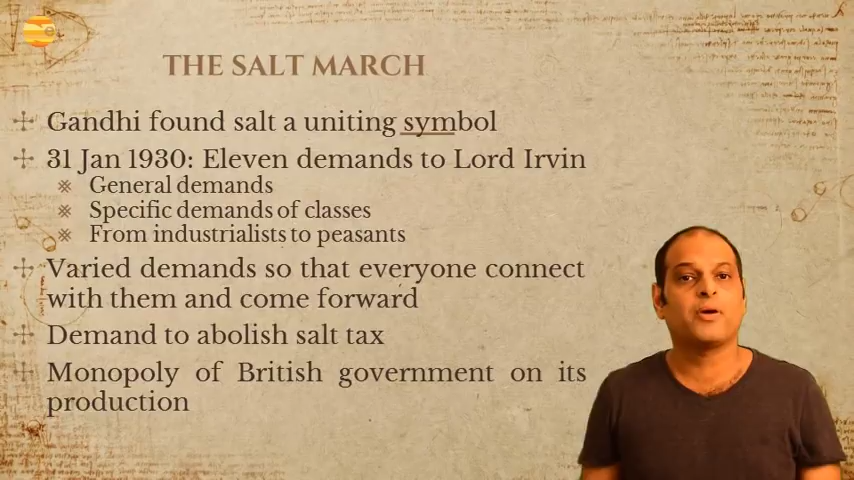 THE SALT MARCH
Gandhi found salt a uniting symbol
31 Jan 1930: Eleven demands to Lord Irvin
General demands
Specific demands of classes
From industrialists to peasants
Varied demands so that everyone connect
with them and come forward
Demand to abolish salt tax
Monopoly of British government on its
production